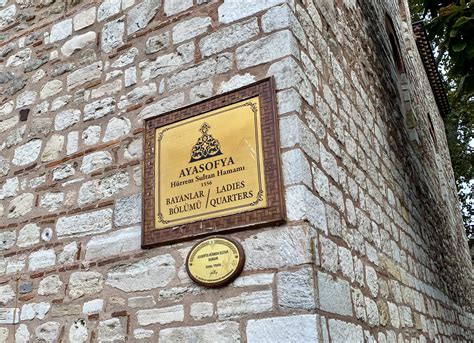 AYASOFYA
Hürrem Sultan Hamamı
1556
BAYANLAR / LADIES
BÖLÜMÜ / QUARTERS